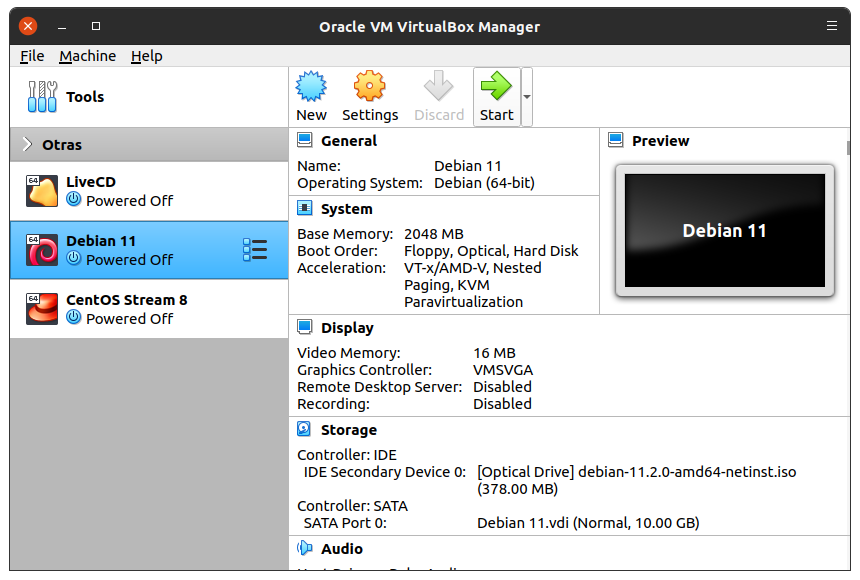 Oracle VM VirtualBox Manager
File Machine Help
Tools
New Settings Discard Start
Otras
64
LiveCD
Powered Off
64
Debian 11
Powered Off
64
CentOS Stream 8
Powered Off
General
Name: Debian 11
Operating System: Debian (64-bit)
Preview
Debian 11
System
Base Memory: 2048 MB
Boot Order: Floppy, Optical, Hard Disk
Acceleration: VT-x/AMD-V, Nested
Paging, KVM
Paravirtualization
Display
Video Memory: 16 MB
Graphics Controller: VMSVGA
Remote Desktop Server: Disabled
Recording: Disabled
Storage
Controller: IDE
IDE Secondary Device 0: [Optical Drive] debian-11.2.0-amd64-netinst.iso
(378.00 MB)
Controller: SATA
SATA Port 0: Debian 11.vdi (Normal, 10.00 GB)
Audio